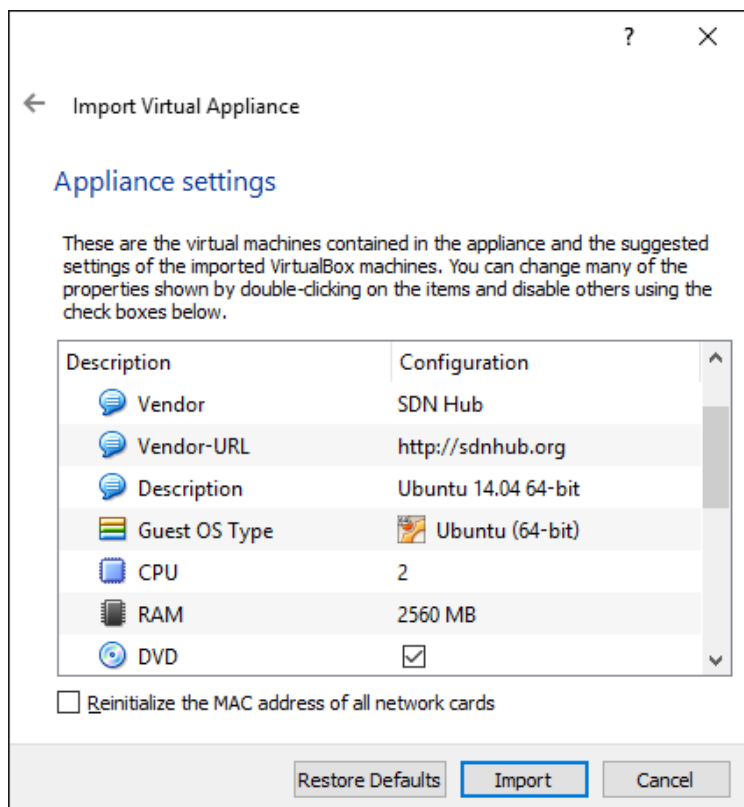 ?
Import Virtual Appliance
Appliance settings
These are the virtual machines contained in the appliance and the suggested
settings of the imported VirtualBox machines. You can change many of the
properties shown by double-clicking on the items and disable others using the
check boxes below.
Description Configuration
Vendor SDN Hub
Vendor-URL http://sdnhub.org
Description Ubuntu 14.04 64-bit
Guest OS Type Ubuntu (64-bit)
CPU 2
RAM 2560 MB
DVD
Reinitialize the MAC address of all network cards
Restore Defaults Import Cancel